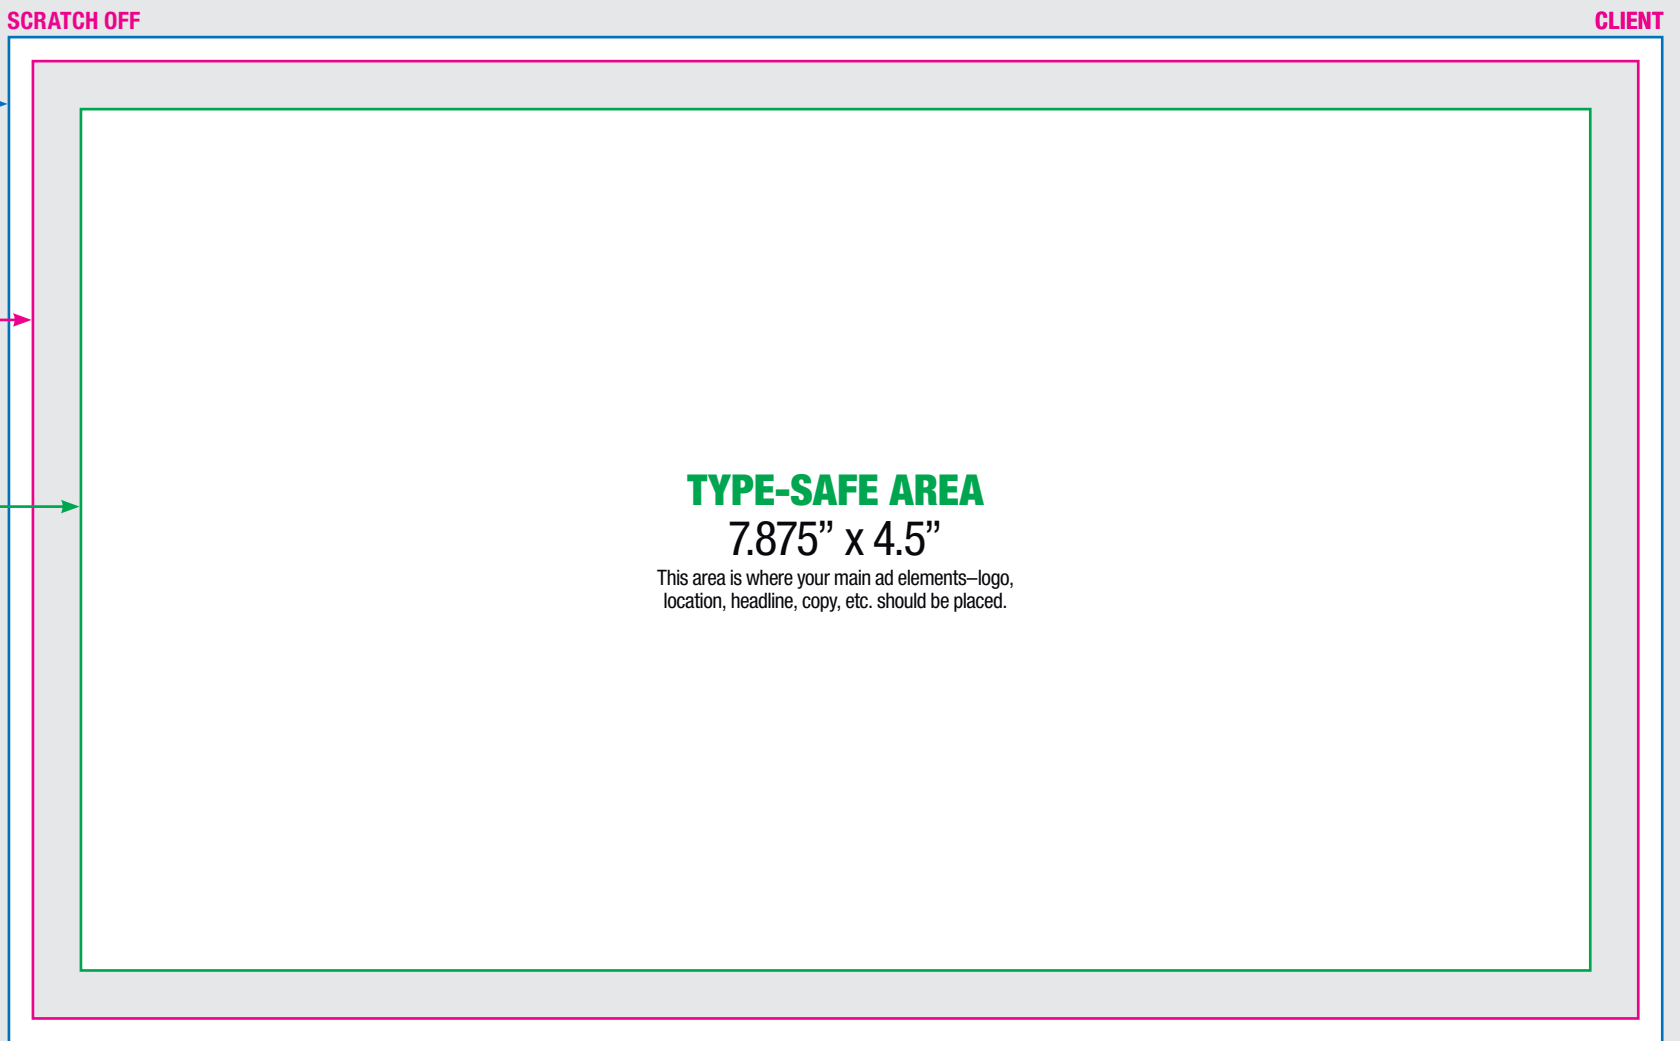 SCRATCH OFF
CLIENT
TYPE-SAFE AREA
7.875” x 4.5”
This area is where your main ad elements–logo,
location, headline, copy, etc. should be placed.